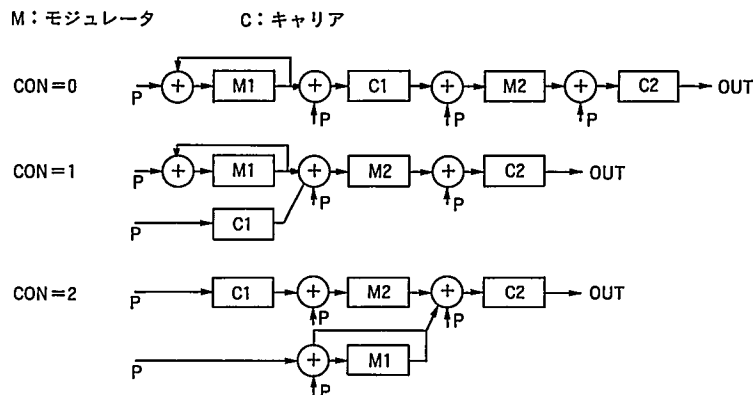 M：モジュレータ C：キャリア
CON=0 P + M1 + P C1 + P M2 + P C2 OUT
CON=1 P + M1 + P M2 + P C2 OUT
P C1
CON=2 P C1 + P M2 + P C2 OUT
P + P M1